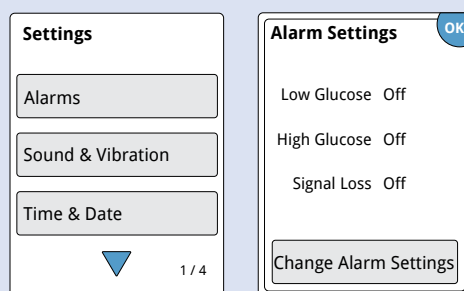 Settings
Alarms
Sound & Vibration
Time & Date
1 / 4
Alarm Settings
OK
Low Glucose Off
High Glucose Off
Signal Loss Off
Change Alarm Settings